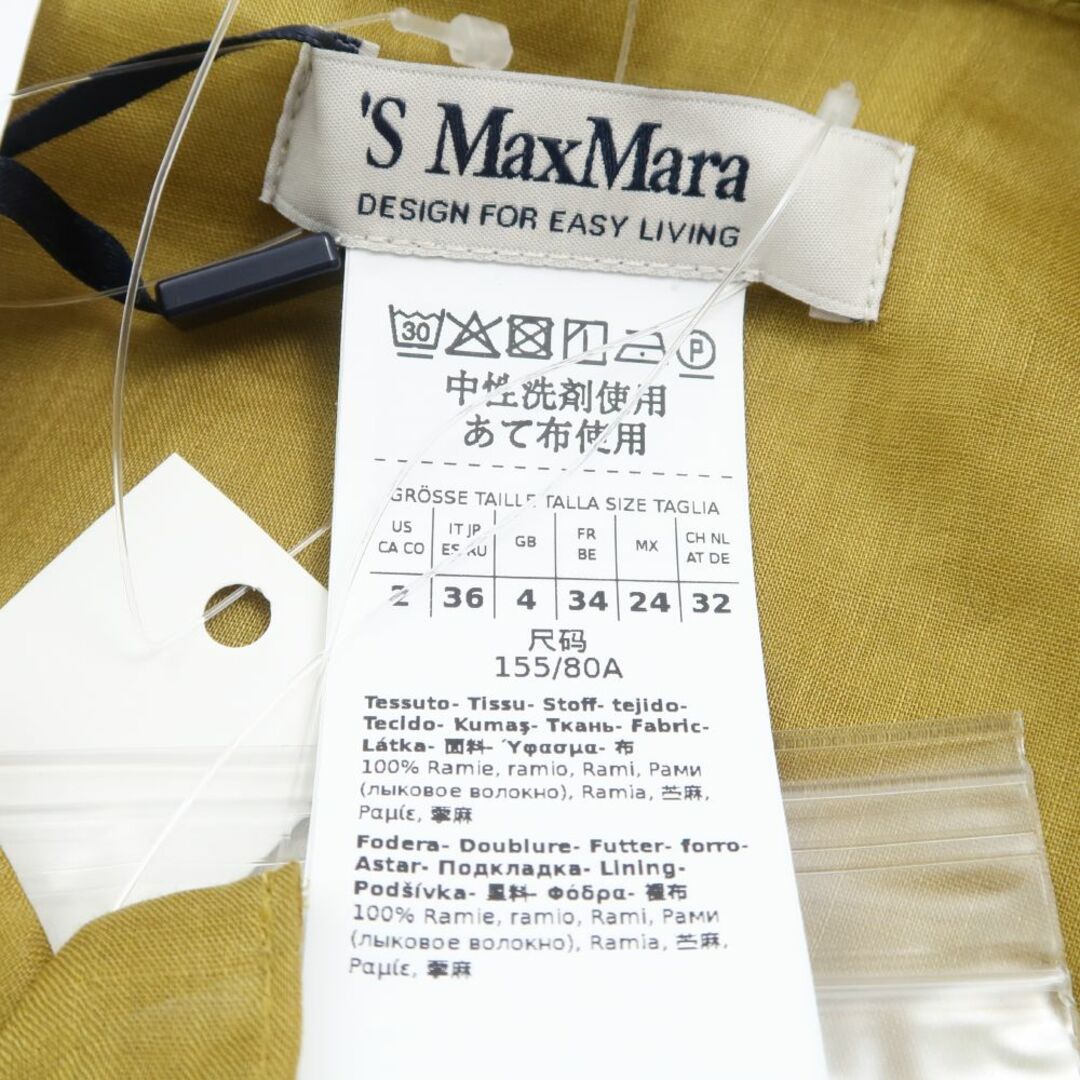 'S MaxMara
DESIGN FOR EASY LIVING
30 P
中性洗剤使用
あて布使用
GRÖSSE TAILLE TALLA SIZE TAGLIA
US IT JP GB FR MX CH NL
CA CO ES RU BE AT DE
2 36 4 34 24 32
尺码
155/80A
Tessuto- Tissu- Stoff- tejido-
Tecido- Kumaş- Ткань- Fabric-
Látka- 面料- Ύφασμα- 布
100% Ramie, ramio, Rami, Рами
(лыковое волокно), Ramia, 苎麻,
Ραμίε, 苧麻
Fodera- Doublure- Futter- forro-
Astar- Подкладка- Lining-
Podšívka- 里料- Φόδρα- 裡布
100% Ramie, ramio, Rami, Рами
(лыковое волокно), Ramia, 苎麻,
Ραμίε, 苧麻